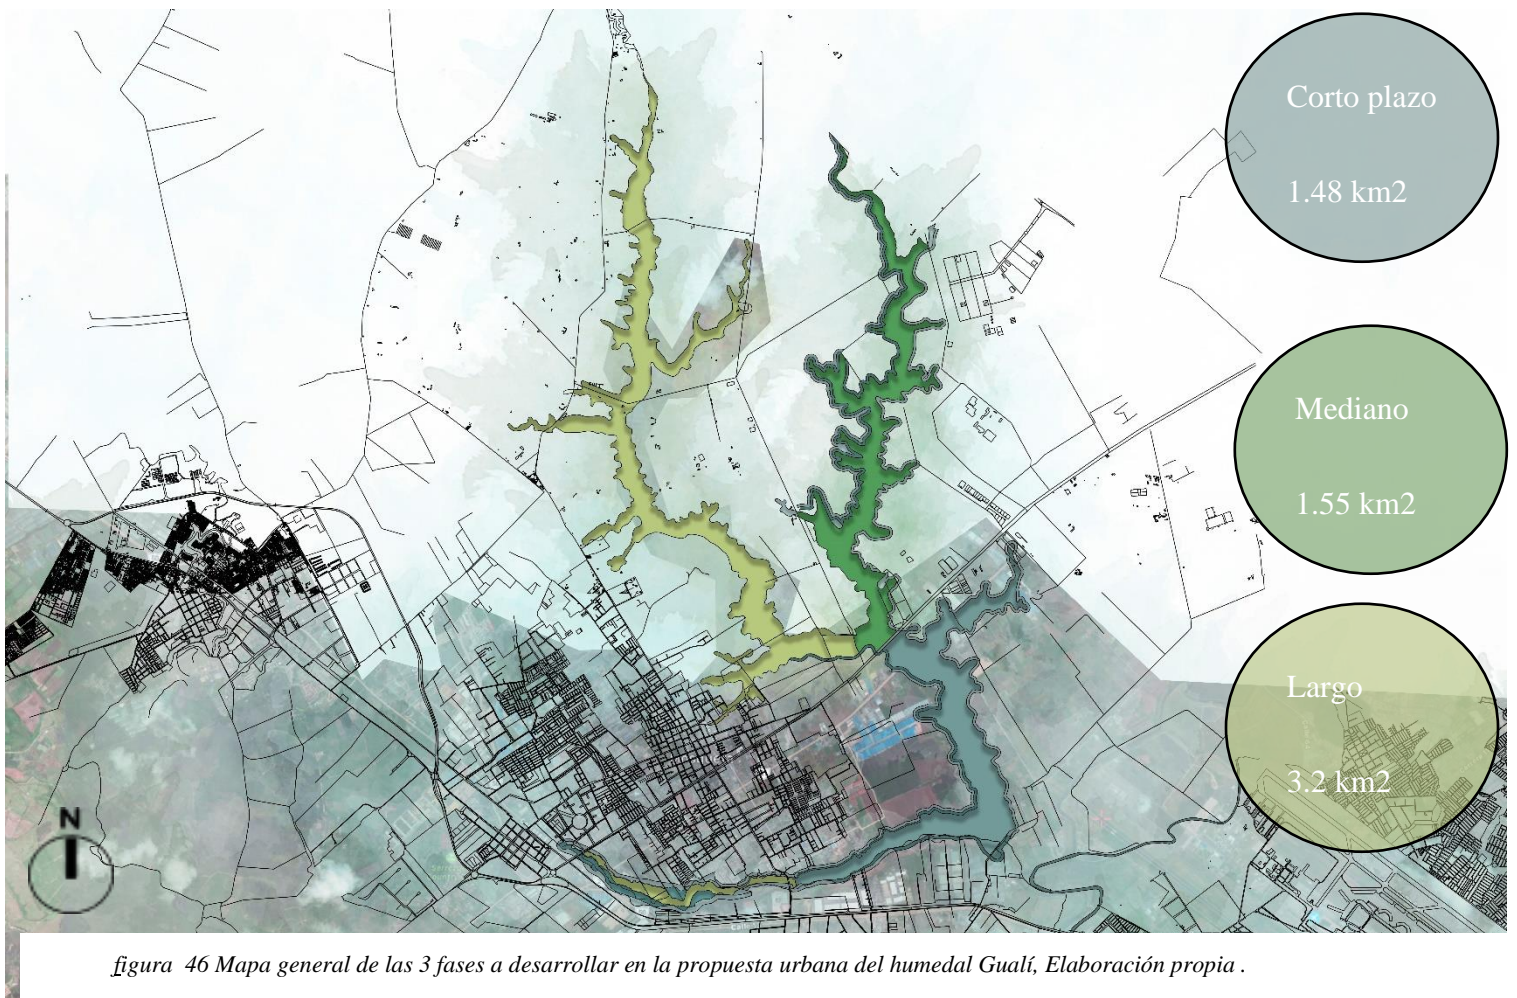 Corto plazo
1.48 km2
Mediano
1.55 km2
Largo
3.2 km2
N
figura 46 Mapa general de las 3 fases a desarrollar en la propuesta urbana del humedal Gualí, Elaboración propia .